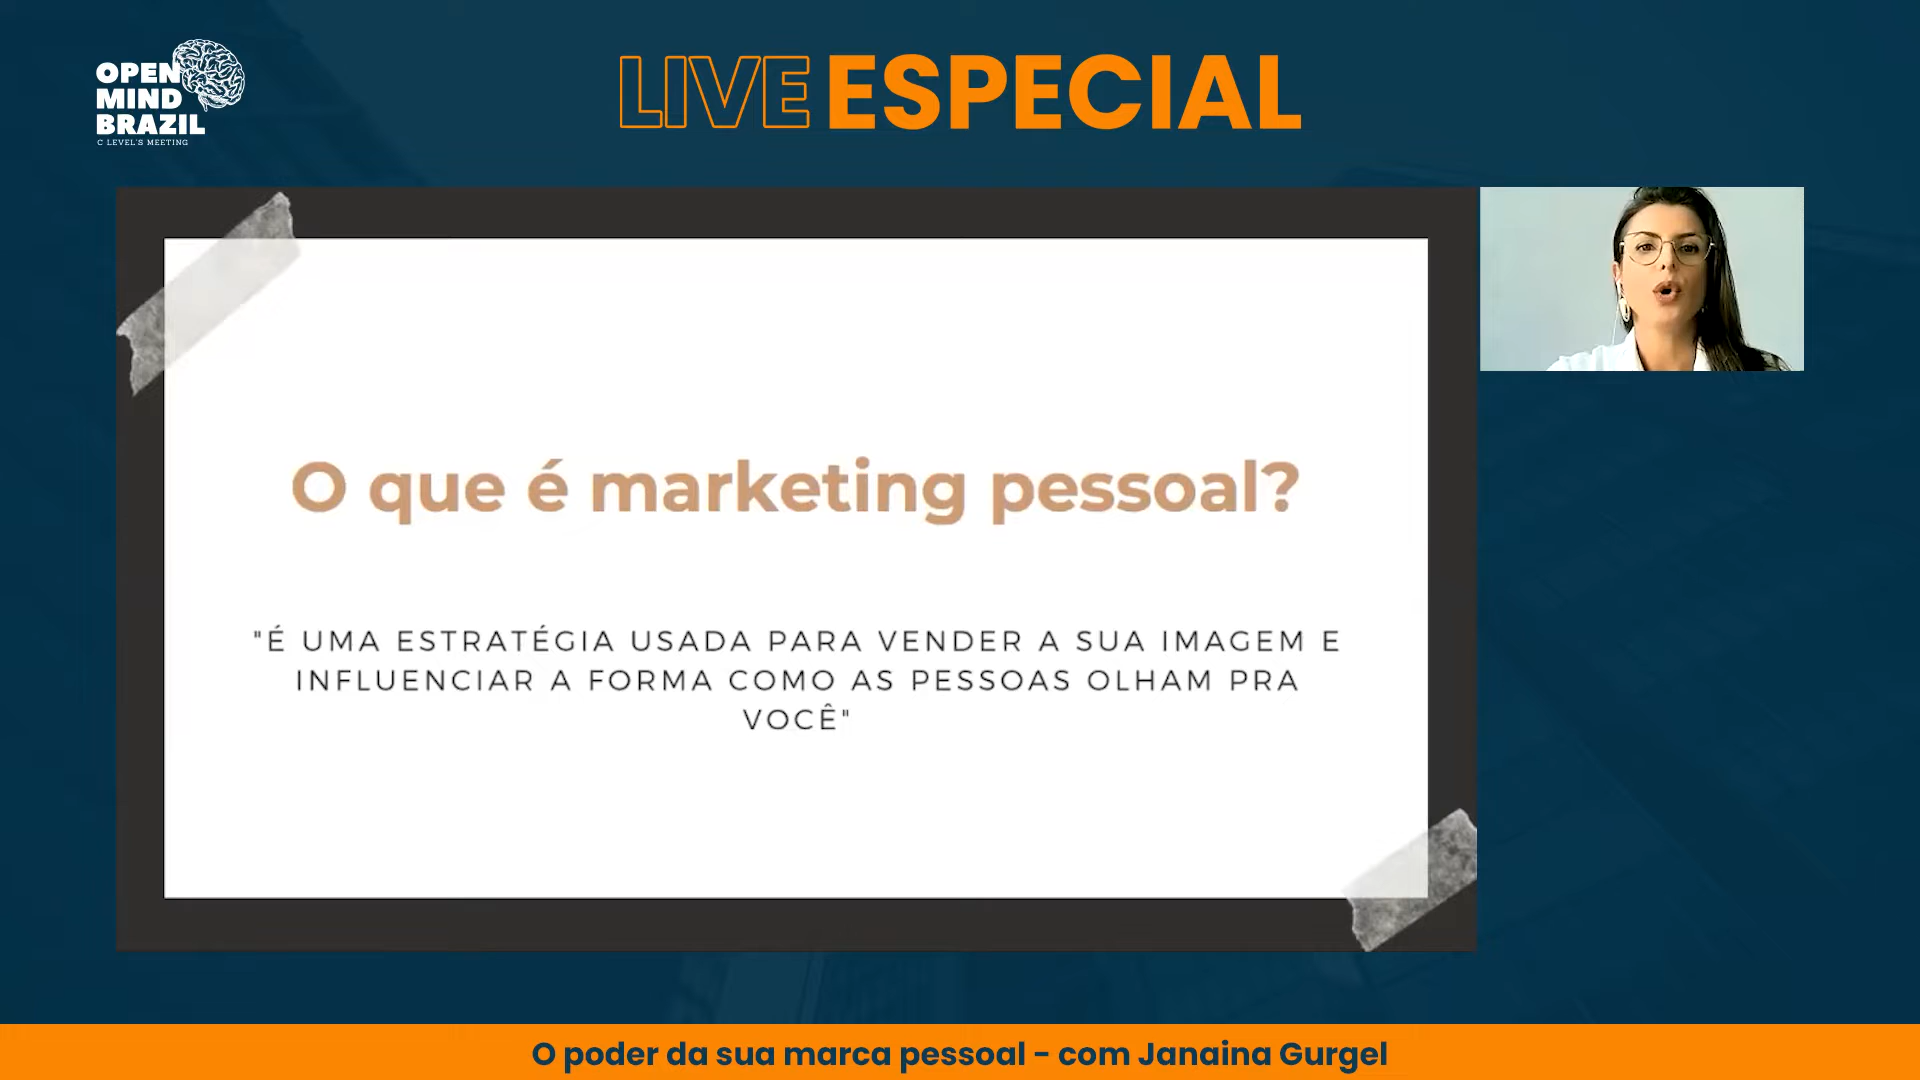 OPEN
MIND
BRAZIL
C LEVEL'S MEETING
LIVE ESPECIAL
O que é marketing pessoal?
"É UMA ESTRATÉGIA USADA PARA VENDER A SUA IMAGEM E
INFLUENCIAR A FORMA COMO AS PESSOAS OLHAM PRA
VOCÊ"
O poder da sua marca pessoal - com Janaina Gurgel